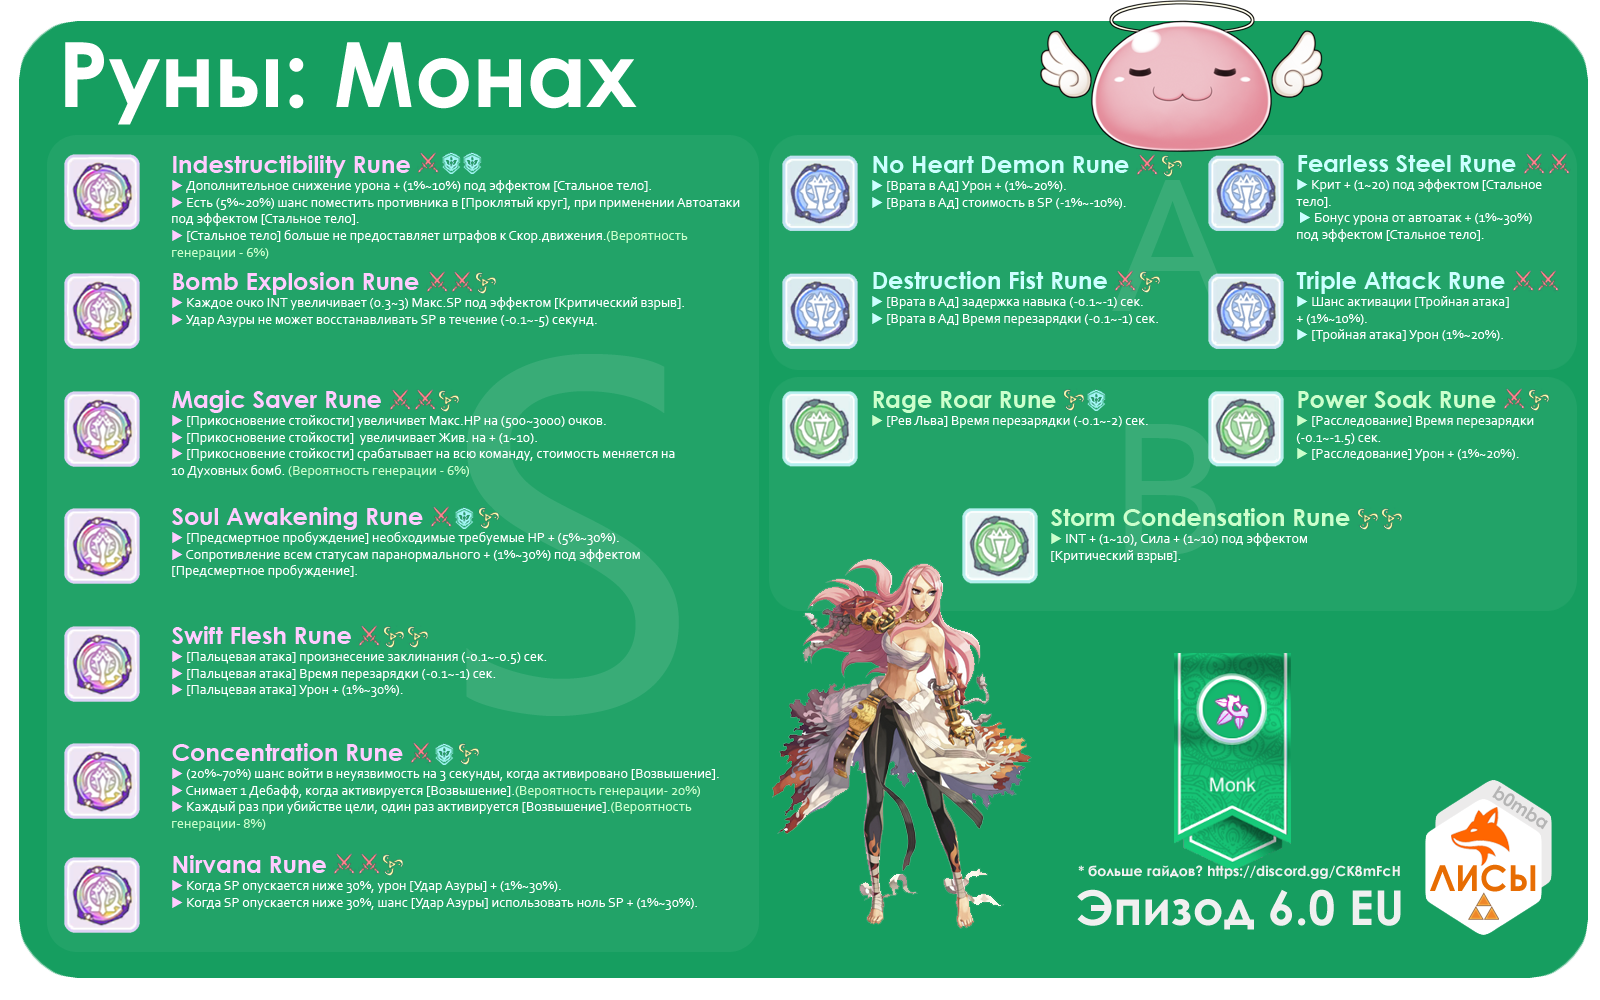 Руны: Монах
Indestructibility Rune
▶ Дополнительное снижение урона + (1%~10%) под эффектом [Стальное тело].
▶ Есть (5%~20%) шанс поместить противника в [Проклятый круг], при применении Автоатаки
под эффектом [Стальное тело].
▶ [Стальное тело] больше не предоставляет штрафов к Скор.движения.(Вероятность
генерации - 6%)
Bomb Explosion Rune
▶ Каждое очко INT увеличивает (0.3~3) Макс.SP под эффектом [Критический взрыв].
▶ Удар Азуры не может восстанавливать SP в течение (-0.1~-5) секунд.
Magic Saver Rune
▶ [Прикосновение стойкости] увеличивет Макс.HP на (500~3000) очков.
▶ [Прикосновение стойкости] увеличивает Жив. на + (1~10).
▶ [Прикосновение стойкости] срабатывает на всю команду, стоимость меняется на
10 Духовных бомб. (Вероятность генерации - 6%)
Soul Awakening Rune
▶ [Предсмертное пробуждение] необходимые требуемые HP + (5%~30%).
▶ Сопротивление всем статусам паранормального + (1%~30%) под эффектом
[Предсмертное пробуждение].
Swift Flesh Rune
▶ [Пальцевая атака] произнесение заклинания (-0.1~-0.5) сек.
▶ [Пальцевая атака] Время перезарядки (-0.1~-1) сек.
▶ [Пальцевая атака] Урон + (1%~30%).
Concentration Rune
▶ (20%~70%) шанс войти в неуязвимость на 3 секунды, когда активировано [Возвышение].
▶ Снимает 1 Дебафф, когда активируется [Возвышение].(Вероятность генерации- 20%)
▶ Каждый раз при убийстве цели, один раз активируется [Возвышение].(Вероятность
генерации- 8%)
Nirvana Rune
▶ Когда SP опускается ниже 30%, урон [Удар Азуры] + (1%~30%).
▶ Когда SP опускается ниже 30%, шанс [Удар Азуры] использовать ноль SP + (1%~30%).
S
No Heart Demon Rune
▶ [Врата в Ад] Урон + (1%~20%).
▶ [Врата в Ад] стоимость в SP (-1%~-10%).
Fearless Steel Rune
▶ Крит + (1~20) под эффектом [Стальное
тело].
▶ Бонус урона от автоатак + (1%~30%)
под эффектом [Стальное тело].
Destruction Fist Rune
▶ [Врата в Ад] задержка навыка (-0.1~-1) сек.
▶ [Врата в Ад] Время перезарядки (-0.1~-1) сек.
Triple Attack Rune
▶ Шанс активации [Тройная атака]
+ (1%~10%).
▶ [Тройная атака] Урон (1%~20%).
A
Rage Roar Rune
▶ [Рев Льва] Время перезарядки (-0.1~-2) сек.
Power Soak Rune
▶ [Расследование] Время перезарядки
(-0.1~-1.5) сек.
▶ [Расследование] Урон + (1%~20%).
Storm Condensation Rune
▶ INT + (1~10), Сила + (1~10) под эффектом
[Критический взрыв].
B
Monk
* больше гайдов? https://discord.gg/CK8mFcH
Эпизод 6.0 EU
b0mba
ЛИСЫ